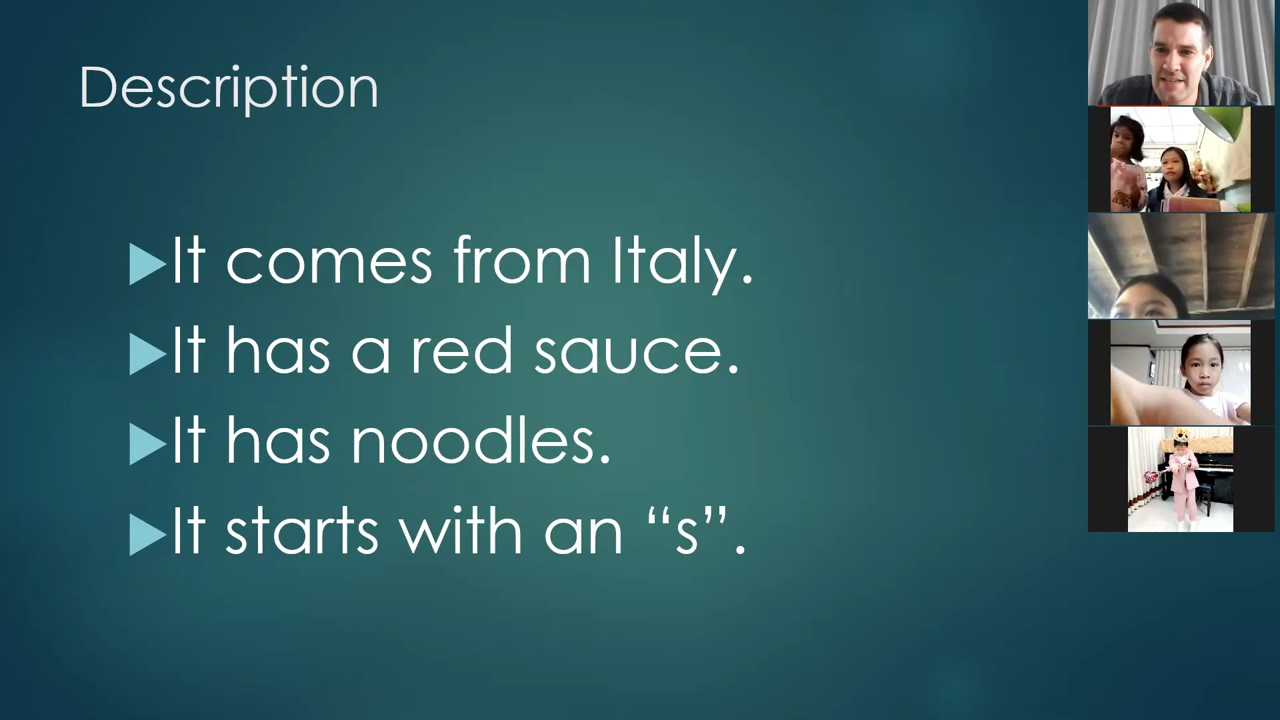 Description
It comes from Italy.
It has a red sauce.
It has noodles.
It starts with an “s”.